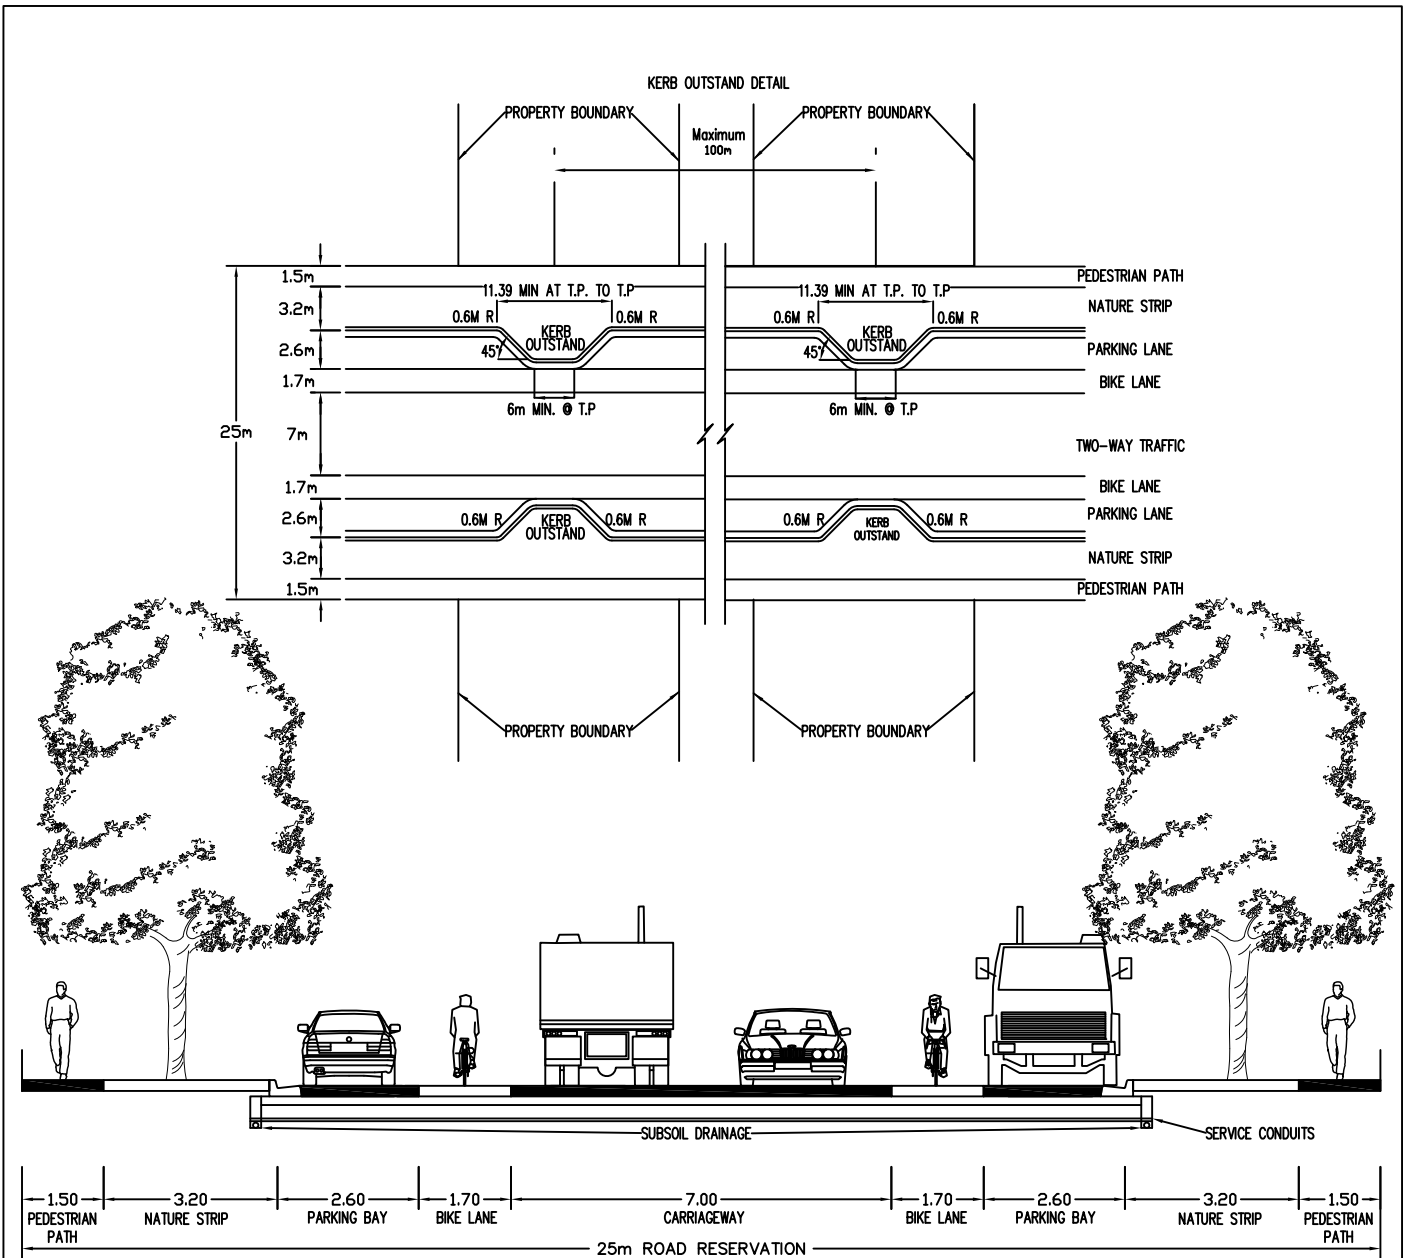 KERB OUTSTAND DETAIL
PROPERTY BOUNDARY
PROPERTY BOUNDARY
Maximum
100m
1.5m
PEDESTRIAN PATH
11.39 MIN AT T.P. TO T.P
11.39 MIN AT T.P. TO T.P
3.2m
NATURE STRIP
0.6M R
KERB
OUTSTAND
0.6M R
0.6M R
KERB
OUTSTAND
0.6M R
2.6m
45°
45°
PARKING LANE
1.7m
BIKE LANE
6m MIN. @ T.P
6m MIN. @ T.P
25m
7m
TWO-WAY TRAFFIC
1.7m
BIKE LANE
2.6m
0.6M R
KERB
OUTSTAND
0.6M R
0.6M R
KERB
OUTSTAND
0.6M R
PARKING LANE
3.2m
NATURE STRIP
1.5m
PEDESTRIAN PATH
PROPERTY BOUNDARY
PROPERTY BOUNDARY
SUBSOIL DRAINAGE
SERVICE CONDUITS
1.50 3.20 2.60 1.70 7.00 1.70 2.60 3.20 1.50
PEDESTRIAN
PATH
NATURE STRIP
PARKING BAY
BIKE LANE
CARRIAGEWAY
BIKE LANE
PARKING BAY
NATURE STRIP
PEDESTRIAN
PATH
25m ROAD RESERVATION